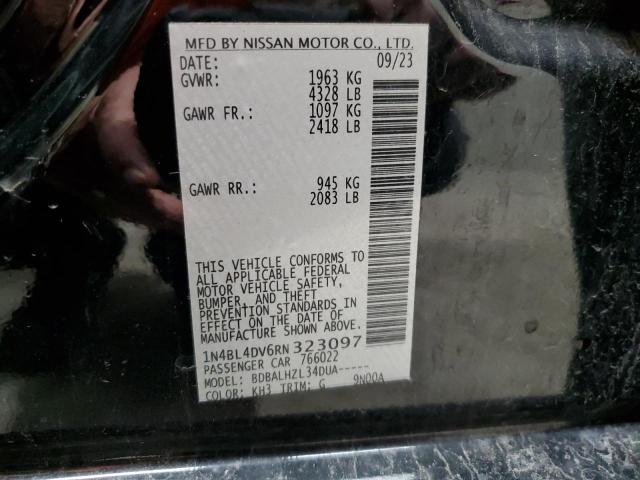 MFD BY NISSAN MOTOR CO., LTD.
DATE: 09/23
GVWR: 1963 KG
4328 LB
GAWR FR.: 1097 KG
2418 LB
GAWR RR.: 945 KG
2083 LB
THIS VEHICLE CONFORMS TO
ALL APPLICABLE FEDERAL
MOTOR VEHICLE SAFETY,
BUMPER, AND THEFT
PREVENTION STANDARDS IN
EFFECT ON THE DATE OF
MANUFACTURE SHOWN ABOVE.
1N4BL4DV6RN 323097
PASSENGER CAR 766022
MODEL: BDBALHZL34DUA-----
COLOR: KH3 TRIM: G 9N00A